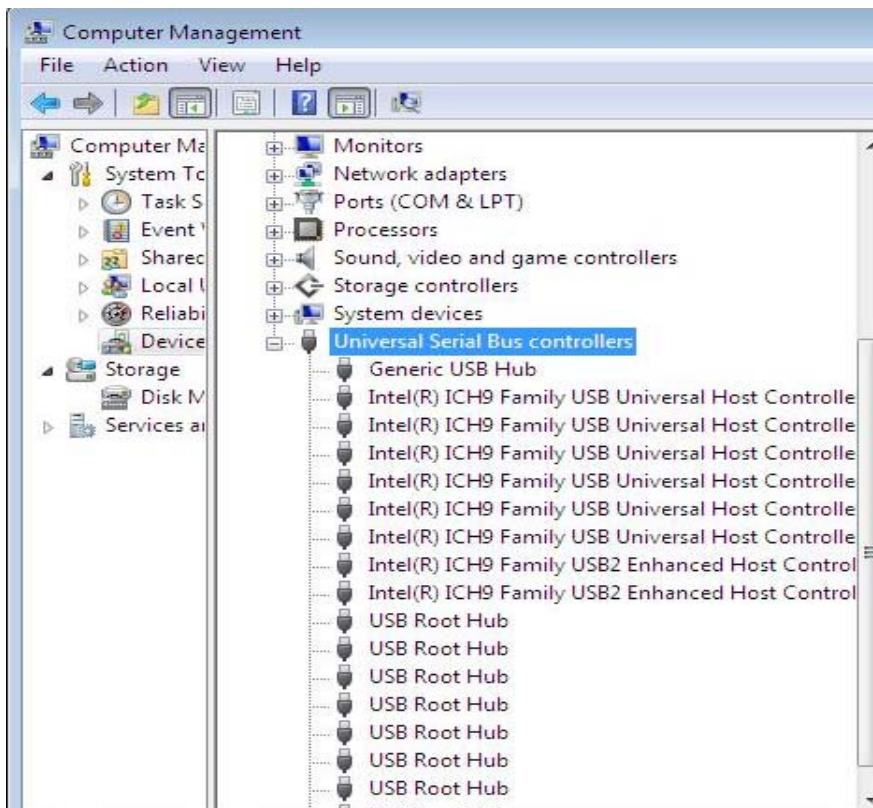 Computer Management
File Action View Help
Computer Ma
System To
Task S
Event
Shared
Local
Reliabi
Device
Storage
Disk M
Services a
Monitors
Network adapters
Ports (COM & LPT)
Processors
Sound, video and game controllers
Storage controllers
System devices
Universal Serial Bus controllers
Generic USB Hub
Intel(R) ICH9 Family USB Universal Host Controlle
Intel(R) ICH9 Family USB Universal Host Controlle
Intel(R) ICH9 Family USB Universal Host Controlle
Intel(R) ICH9 Family USB Universal Host Controlle
Intel(R) ICH9 Family USB Universal Host Controlle
Intel(R) ICH9 Family USB Universal Host Controlle
Intel(R) ICH9 Family USB2 Enhanced Host Control
Intel(R) ICH9 Family USB2 Enhanced Host Control
USB Root Hub
USB Root Hub
USB Root Hub
USB Root Hub
USB Root Hub
USB Root Hub
USB Root Hub